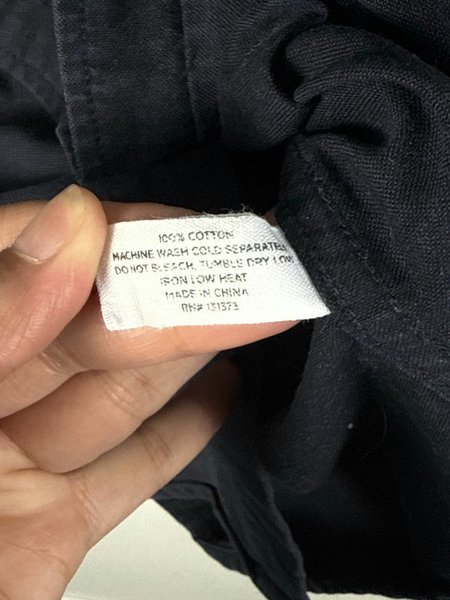 100% COTTON
MACHINE WASH COLD SEPARATELY
DO NOT BLEACH, TUMBLE DRY LOW
IRON LOW HEAT
MADE IN CHINA
RN# 131373